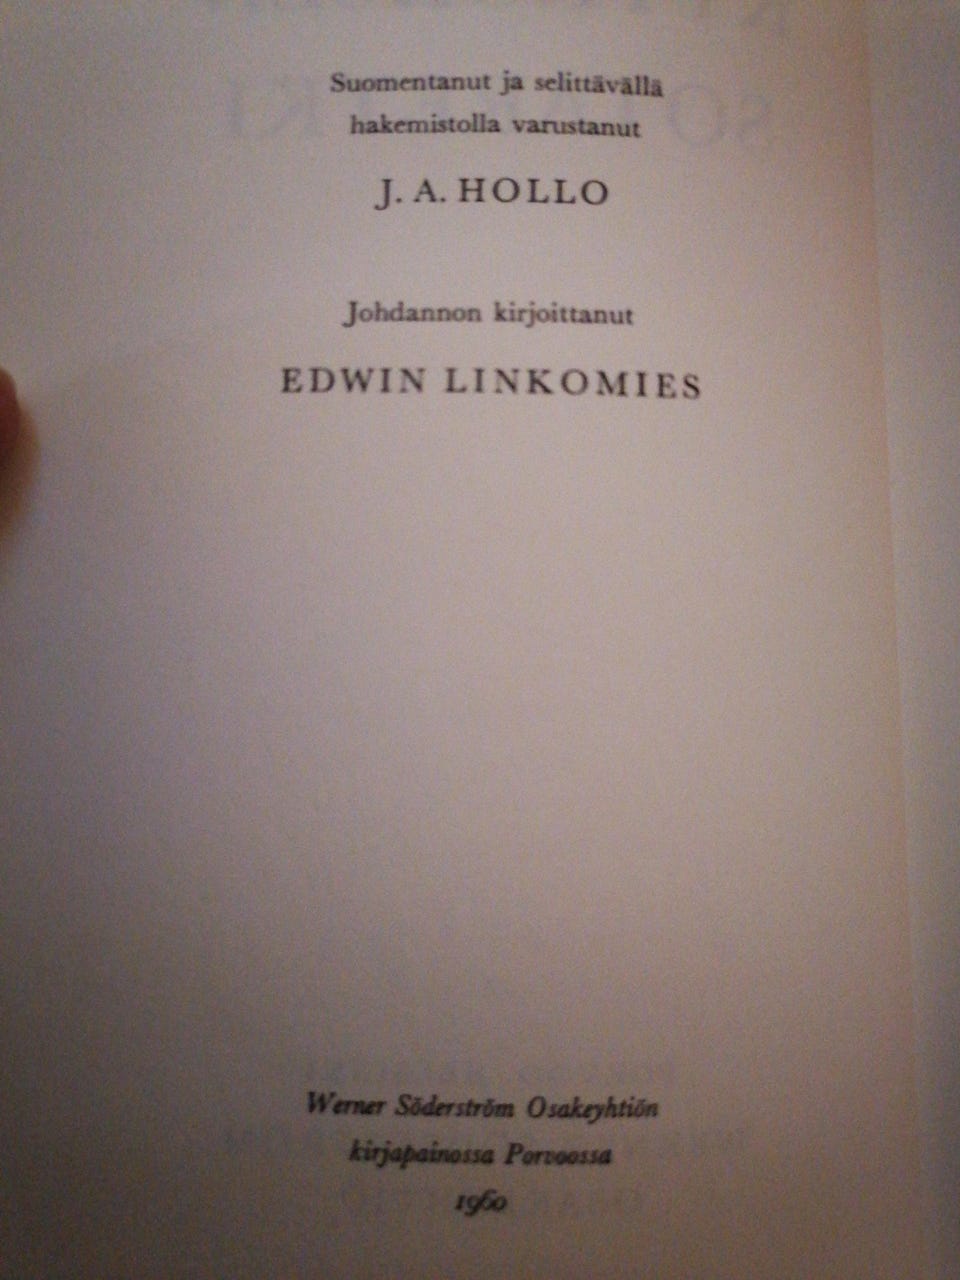 Suomentanut ja selittävällä
hakemistolla varustanut
J. A. HOLLO
Johdannon kirjoittanut
EDWIN LINKOMIES
Werner Söderström Osakeyhtiön
kirjapainossa Porvoossa
1960